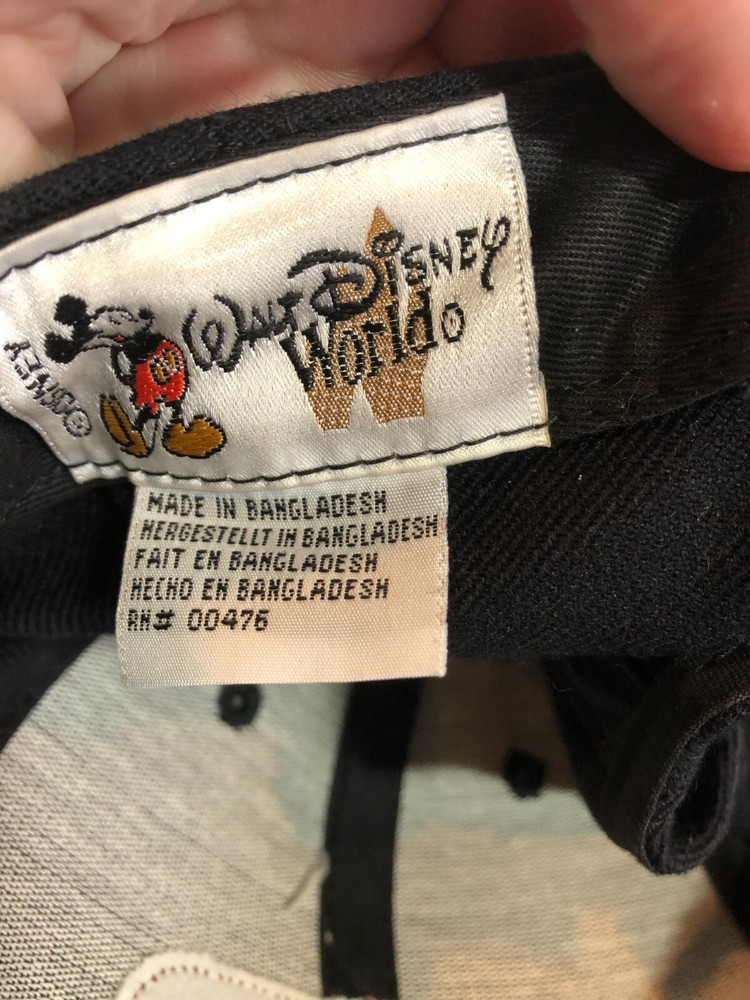 ©DISNEY
WALT DISNEY
World
MADE IN BANGLADESH
HERGESTELLT IN BANGLADESH
FAIT EN BANGLADESH
HECHO EN BANGLADESH
RN# 00476